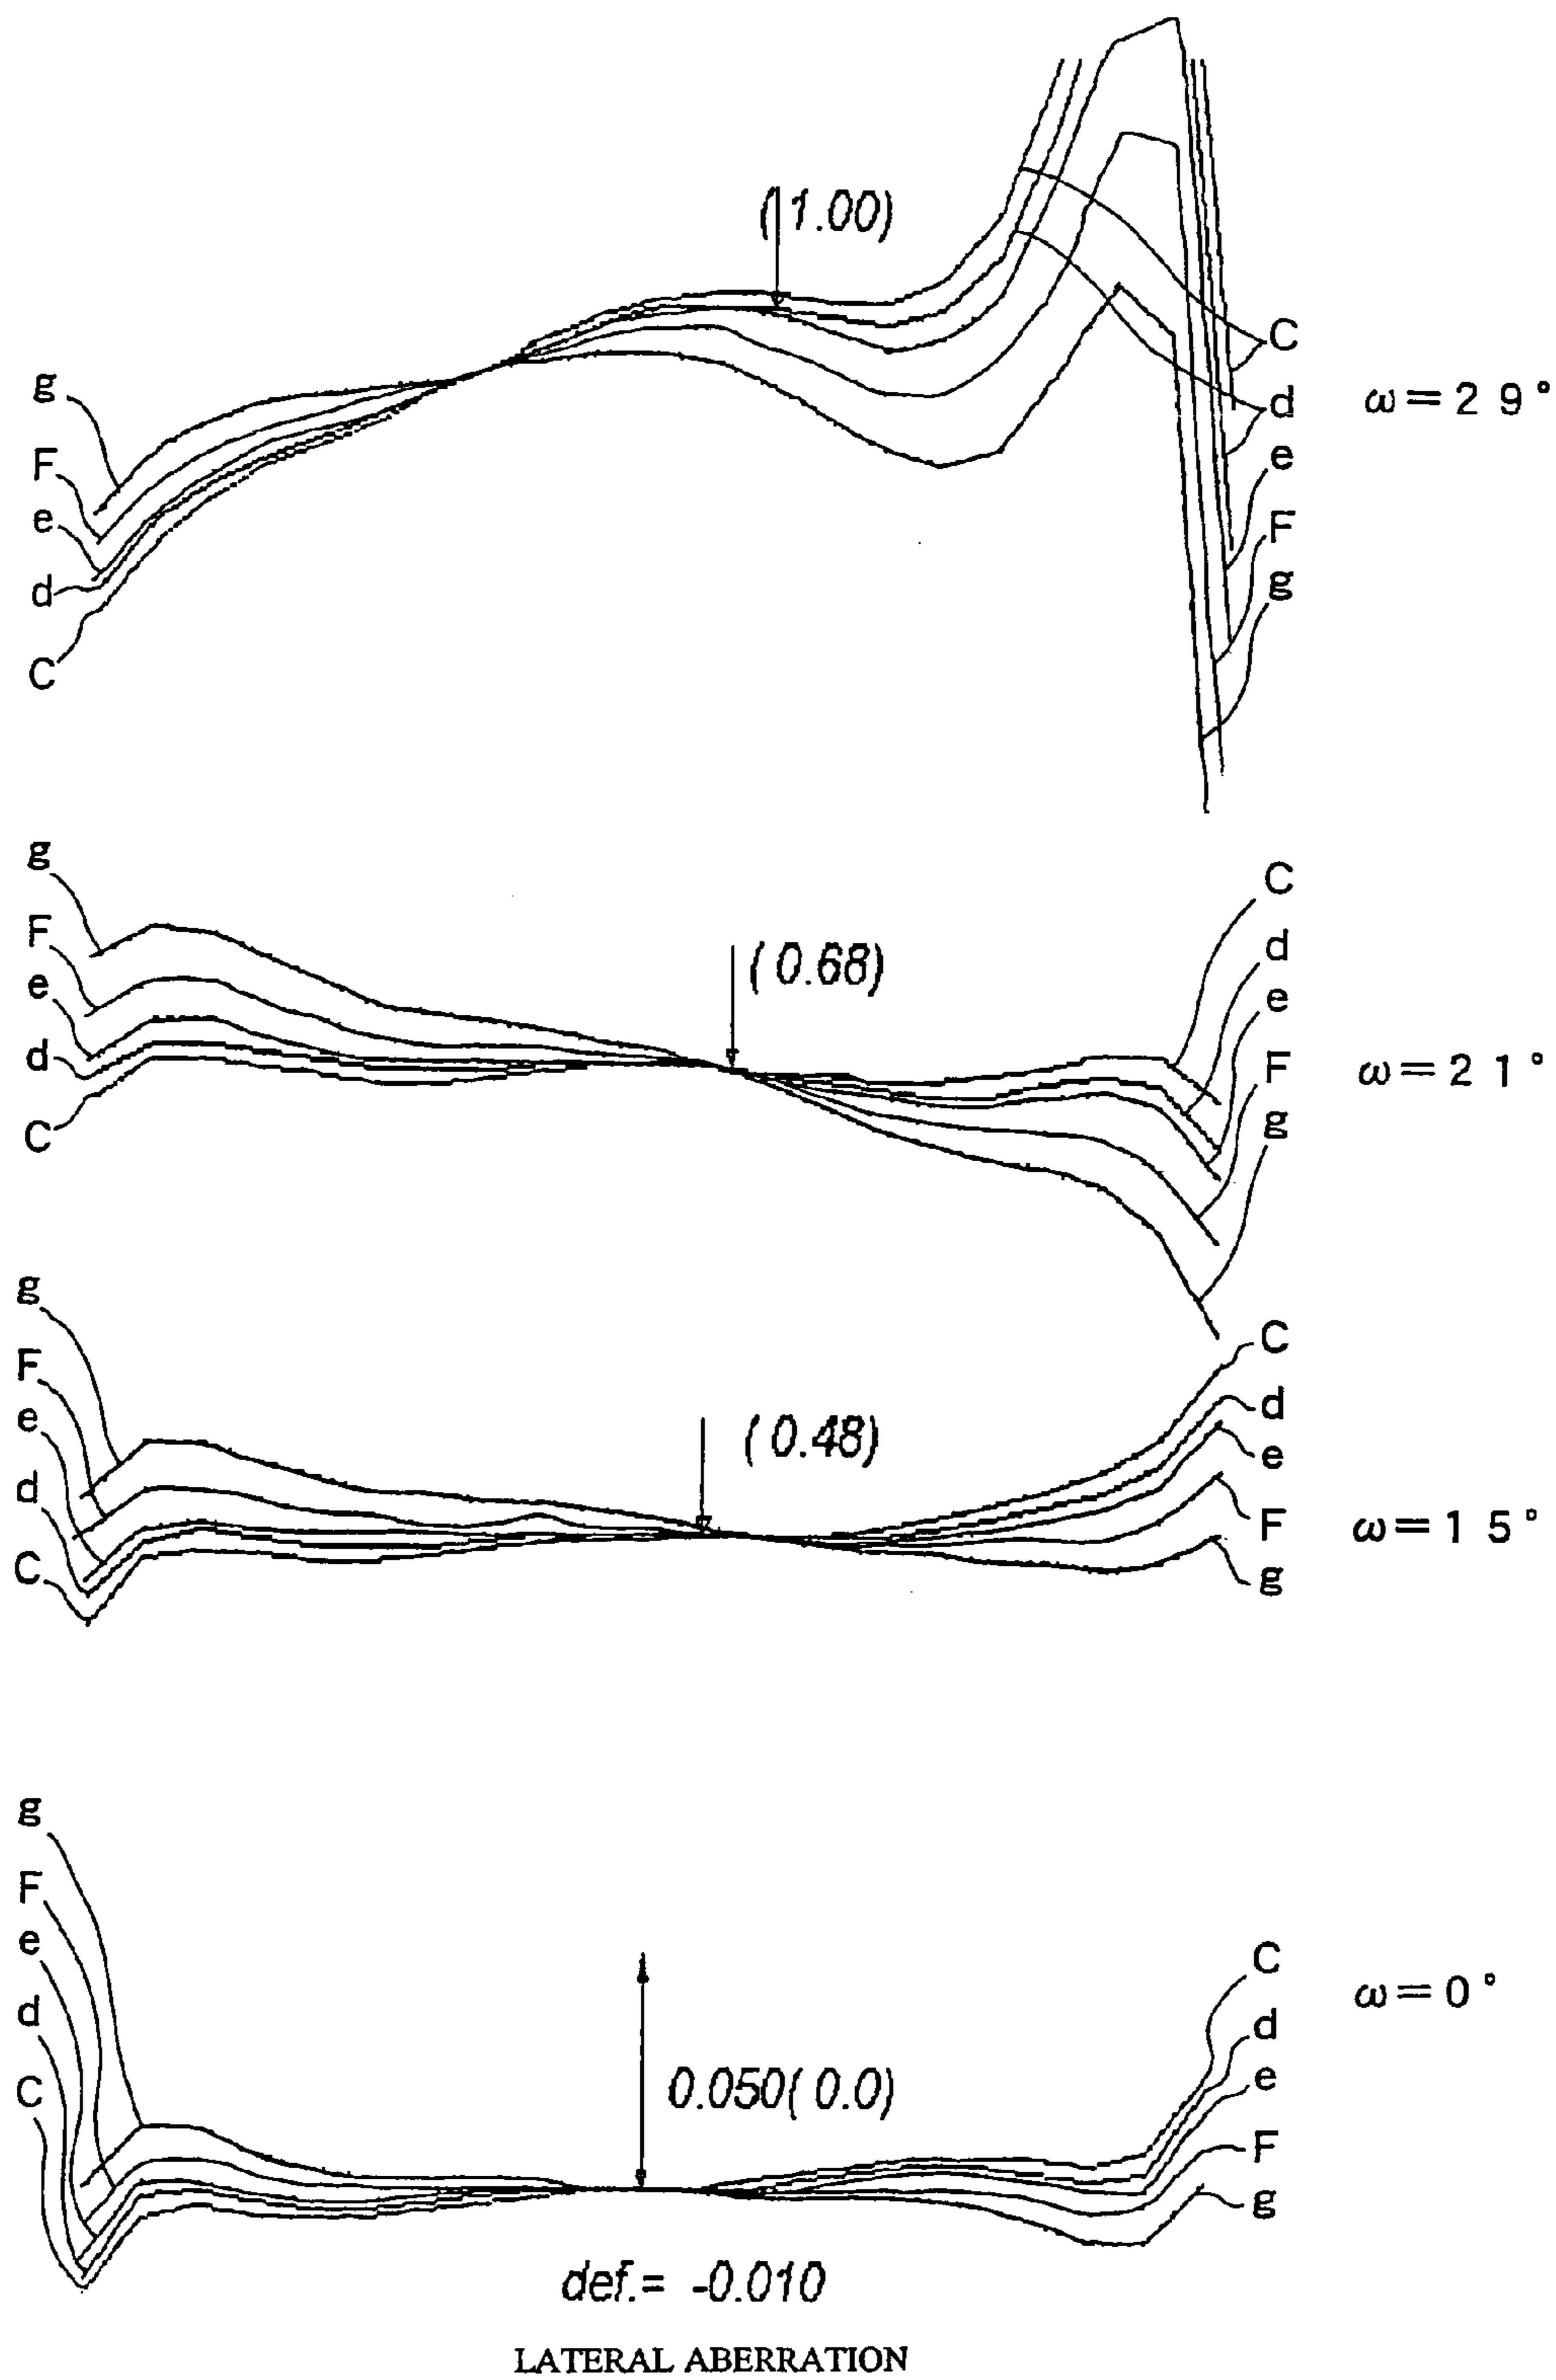 (1.00)
g
F
e
d
C
C
d
e
F
g
ω=29°
g
F
e
d
C
(0.68)
C
d
e
F
g
ω=21°
g
F
e
d
C
(0.48)
C
d
e
F
g
ω=15°
g
F
e
d
C
0.050(0.0)
C
d
e
F
g
ω=0°
def.= -0.010
LATERAL ABERRATION